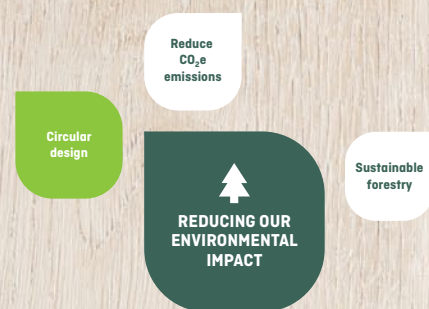 Reduce
CO₂e
emissions
Circular
design
Sustainable
forestry
REDUCING OUR
ENVIRONMENTAL
IMPACT